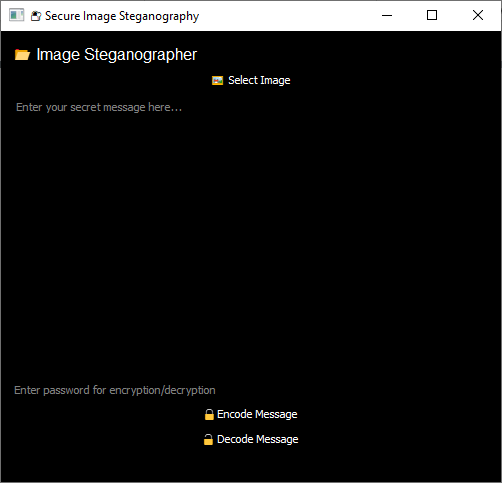 Secure Image Steganography
Image Steganographer
Select Image
Enter your secret message here...
Enter password for encryption/decryption
Encode Message
Decode Message